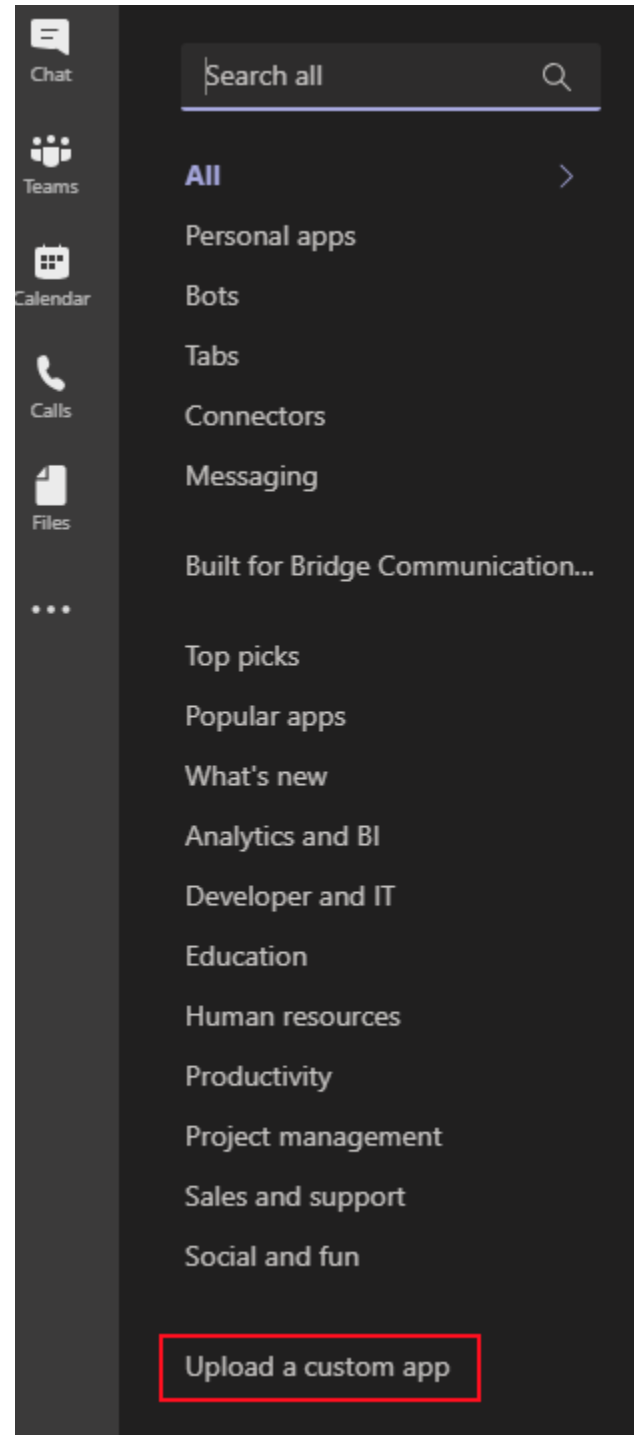 Chat
Teams
Calendar
Calls
Files
Search all
All
Personal apps
Bots
Tabs
Connectors
Messaging
Built for Bridge Communication...
Top picks
Popular apps
What's new
Analytics and BI
Developer and IT
Education
Human resources
Productivity
Project management
Sales and support
Social and fun
Upload a custom app